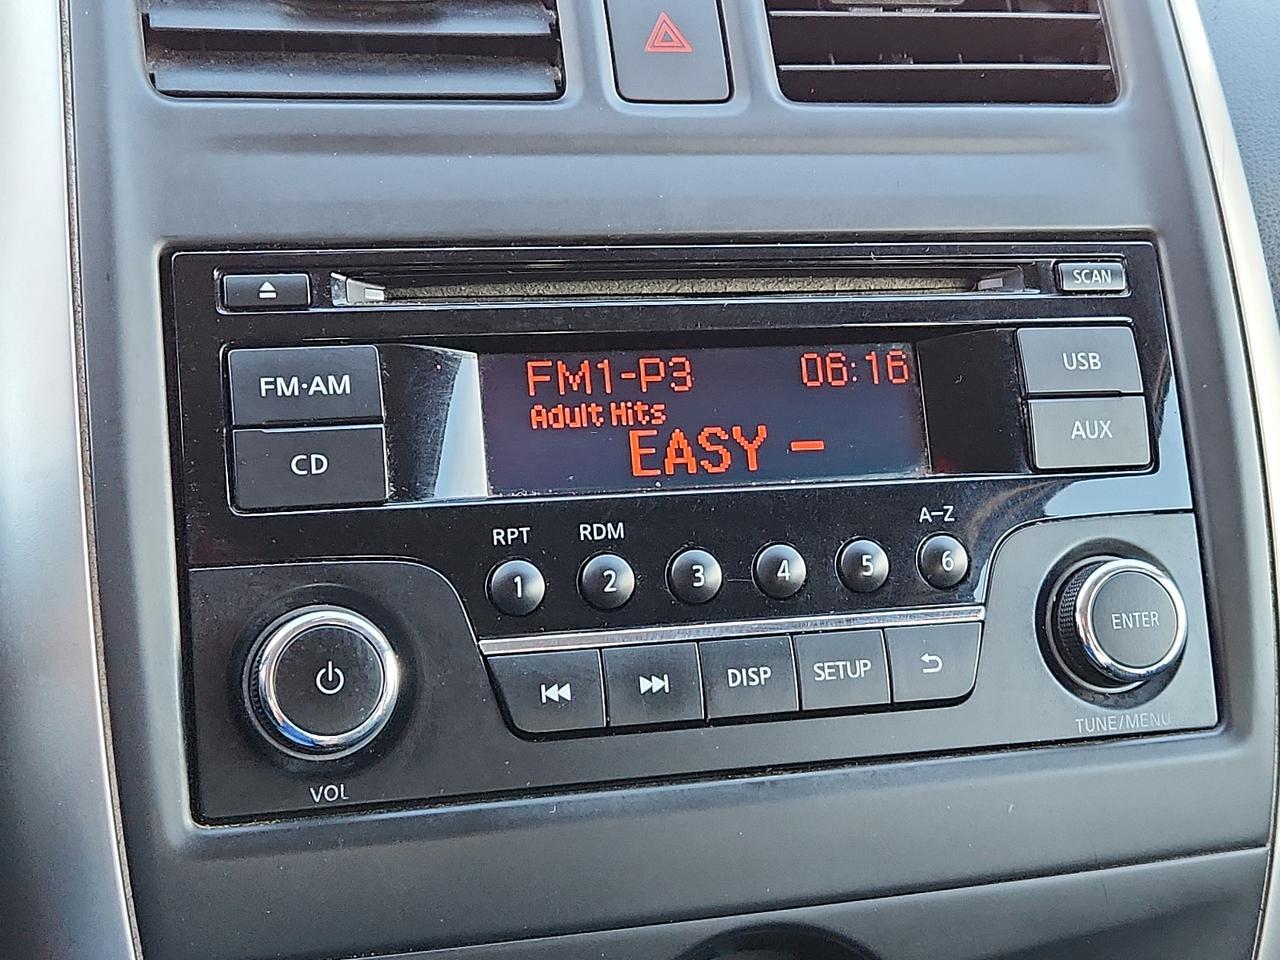 SCAN
FM·AM
CD
FM1-P3 06:16
Adult Hits
EASY -
USB
AUX
RPT RDM A-Z
1 2 3 4 5 6
DISP SETUP
ENTER
TUNE/MENU
VOL